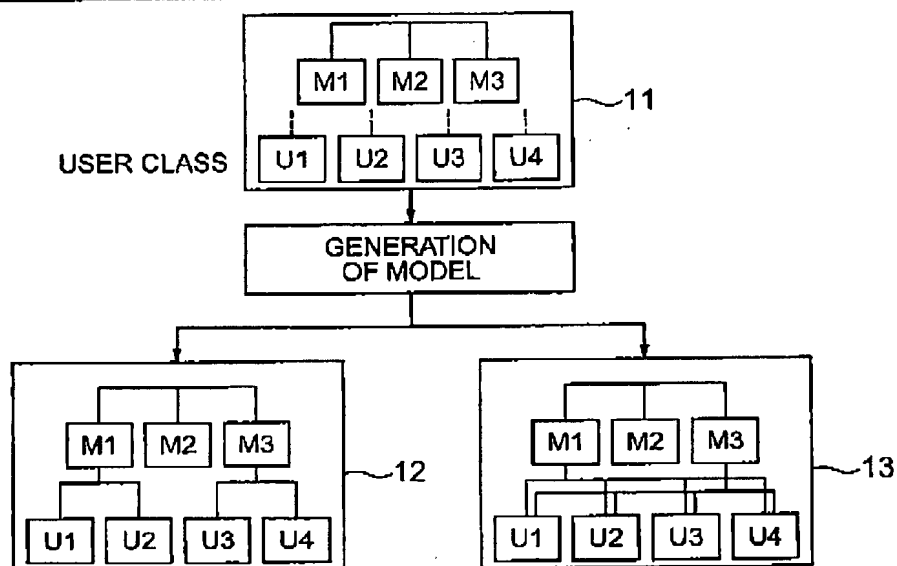 M1 M2 M3
11
U1 U2 U3 U4
USER CLASS
GENERATION
OF MODEL
M1 M2 M3
12
U1 U2 U3 U4
M1 M2 M3
13
U1 U2 U3 U4